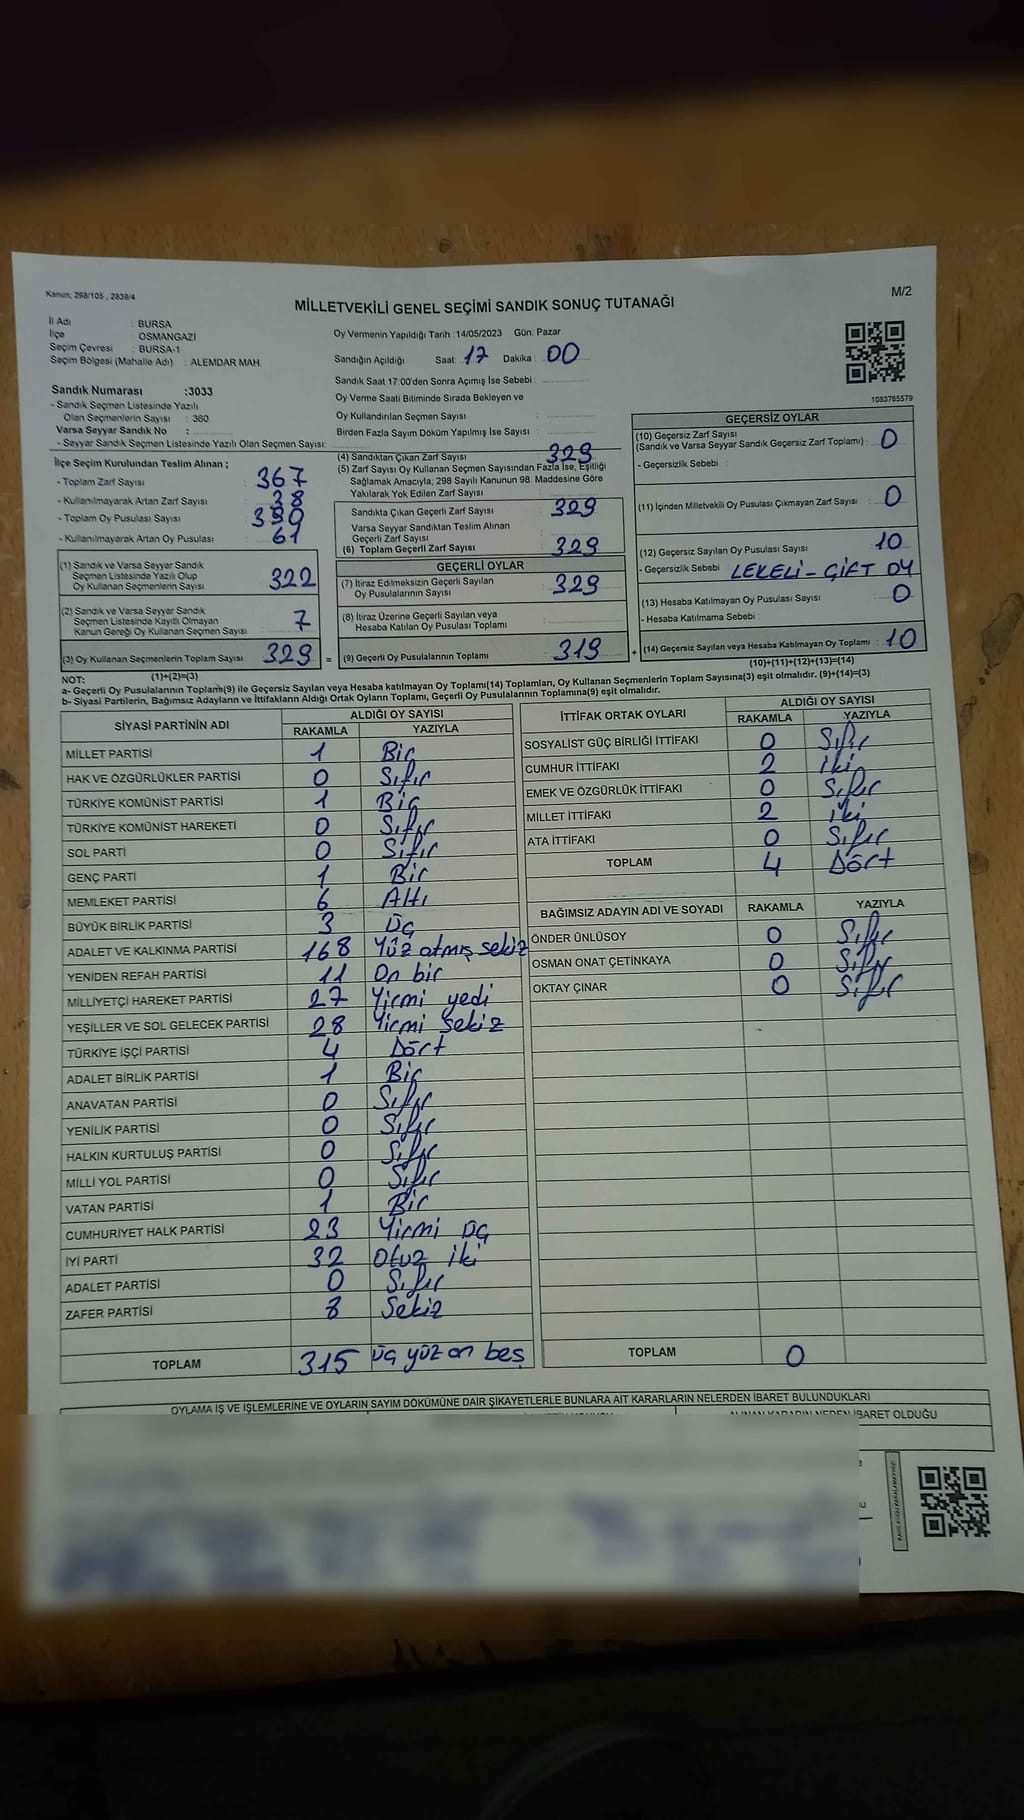 Kanun; 298/105 , 2839/4
MİLLETVEKİLİ GENEL SEÇİMİ SANDIK SONUÇ TUTANAĞI
M/2
İl Adı : BURSA
İlçe : OSMANGAZİ
Seçim Çevresi : BURSA-1
Seçim Bölgesi (Mahalle Adı) : ALEMDAR MAH.
Oy Vermenin Yapıldığı Tarih :14/05/2023 Gün: Pazar
Sandığın Açıldığı Saat: 17 Dakika : 00
Sandık Saat 17:00'den Sonra Açımış İse Sebebi :
Oy Verme Saati Bitiminde Sırada Bekleyen ve
Oy Kullandırılan Seçmen Sayısı :
Birden Fazla Sayım Döküm Yapılmış İse Sayısı :
1083765579
Sandık Numarası :3033
- Sandık Seçmen Listesinde Yazılı
Olan Seçmenlerin Sayısı : 360
Varsa Seyyar Sandık No :
- Seyyar Sandık Seçmen Listesinde Yazılı Olan Seçmen Sayısı:
İlçe Seçim Kurulundan Teslim Alınan ;
- Toplam Zarf Sayısı : 367
- Kullanılmayarak Artan Zarf Sayısı : 38
- Toplam Oy Pusulası Sayısı : 390
- Kullanılmayarak Artan Oy Pusulası : 61
(1) Sandık ve Varsa Seyyar Sandık
Seçmen Listesinde Yazılı Olup
Oy Kullanan Seçmenlerin Sayısı : 322
(2) Sandık ve Varsa Seyyar Sandık
Seçmen Listesinde Kayıtlı Olmayan
Kanun Gereği Oy Kullanan Seçmen Sayısı : 7
(3) Oy Kullanan Seçmenlerin Toplam Sayısı : 329 =
(1)+(2)=(3)
(4) Sandıktan Çıkan Zarf Sayısı : 329
(5) Zarf Sayısı Oy Kullanan Seçmen Sayısından Fazla İse, Eşitliği
Sağlamak Amacıyla, 298 Sayılı Kanunun 98. Maddesine Göre
Yakılarak Yok Edilen Zarf Sayısı :
Sandıkta Çıkan Geçerli Zarf Sayısı : 329
Varsa Seyyar Sandıktan Teslim Alınan
Geçerli Zarf Sayısı :
(6) Toplam Geçerli Zarf Sayısı : 329
GEÇERLİ OYLAR
(7) İtiraz Edilmeksizin Geçerli Sayılan
Oy Pusulalarının Sayısı : 329
(8) İtiraz Üzerine Geçerli Sayılan veya
Hesaba Katılan Oy Pusulası Toplamı :
(9) Geçerli Oy Pusulalarının Toplamı : 319 +
GEÇERSİZ OYLAR
(10) Geçersiz Zarf Sayısı
(Sandık ve Varsa Seyyar Sandık Geçersiz Zarf Toplamı) : 0
- Geçersizlik Sebebi :
(11) İçinden Milletvekili Oy Pusulası Çıkmayan Zarf Sayısı : 0
(12) Geçersiz Sayılan Oy Pusulası Sayısı : 10
- Geçersizlik Sebebi : LEKELİ - ÇİFT OY
(13) Hesaba Katılmayan Oy Pusulası Sayısı : 0
- Hesaba Katılmama Sebebi :
(14) Geçersiz Sayılan veya Hesaba Katılmayan Oy Toplamı : 10
(10)+(11)+(12)+(13)=(14)
NOT:
a- Geçerli Oy Pusulalarının Toplamı(9) ile Geçersiz Sayılan veya Hesaba katılmayan Oy Toplamı(14) Toplamları, Oy Kullanan Seçmenlerin Toplam Sayısına(3) eşit olmalıdır. (9)+(14)=(3)
b- Siyasi Partilerin, Bağımsız Adayların ve İttifakların Aldığı Ortak Oyların Toplamı, Geçerli Oy Pusulalarının Toplamına(9) eşit olmalıdır.
SİYASİ PARTİNİN ADI ALDIĞI OY SAYISI
RAKAMLA YAZIYLA
MİLLET PARTİSİ 1 Bir
HAK VE ÖZGÜRLÜKLER PARTİSİ 0 Sıfır
TÜRKİYE KOMÜNİST PARTİSİ 1 Bir
TÜRKİYE KOMÜNİST HAREKETİ 0 Sıfır
SOL PARTİ 0 Sıfır
GENÇ PARTİ 1 Bir
MEMLEKET PARTİSİ 6 Altı
BÜYÜK BİRLİK PARTİSİ 3 Üç
ADALET VE KALKINMA PARTİSİ 168 Yüz atmış sekiz
YENİDEN REFAH PARTİSİ 11 On bir
MİLLİYETÇİ HAREKET PARTİSİ 27 Yirmi yedi
YEŞİLLER VE SOL GELECEK PARTİSİ 28 Yirmi sekiz
TÜRKİYE İŞÇİ PARTİSİ 4 Dört
ADALET BİRLİK PARTİSİ 1 Bir
ANAVATAN PARTİSİ 0 Sıfır
YENİLİK PARTİSİ 0 Sıfır
HALKIN KURTULUŞ PARTİSİ 0 Sıfır
MİLLİ YOL PARTİSİ 0 Sıfır
VATAN PARTİSİ 1 Bir
CUMHURİYET HALK PARTİSİ 23 Yirmi üç
İYİ PARTİ 32 Otuz iki
ADALET PARTİSİ 0 Sıfır
ZAFER PARTİSİ 8 Sekiz
TOPLAM 315 üç yüz on beş
İTTİFAK ORTAK OYLARI ALDIĞI OY SAYISI
RAKAMLA YAZIYLA
SOSYALİST GÜÇ BİRLİĞİ İTTİFAKI 0 Sıfır
CUMHUR İTTİFAKI 2 iki
EMEK VE ÖZGÜRLÜK İTTİFAKI 0 Sıfır
MİLLET İTTİFAKI 2 iki
ATA İTTİFAKI 0 Sıfır
TOPLAM 4 Dört
BAĞIMSIZ ADAYIN ADI VE SOYADI RAKAMLA YAZIYLA
ÖNDER ÜNLÜSOY 0 Sıfır
OSMAN ONAT ÇETİNKAYA 0 Sıfır
OKTAY ÇINAR 0 Sıfır
TOPLAM 0
OYLAMA İŞ VE İŞLEMLERİNE VE OYLARIN SAYIM DÖKÜMÜNE DAİR ŞİKAYETLERLE BUNLARA AİT KARARLARIN NELERDEN İBARET BULUNDUKLARI
ALINAN KARARIN NEDEN İBARET OLDUĞU